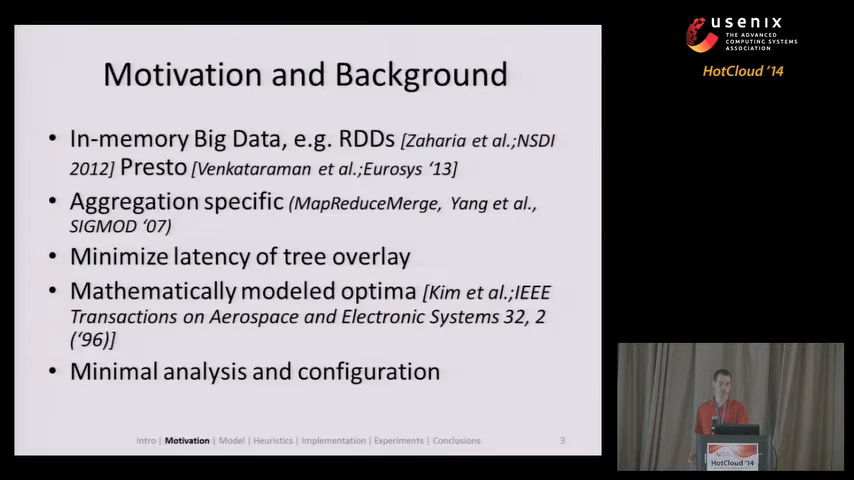 Motivation and Background
• In-memory Big Data, e.g. RDDs [Zaharia et al.;NSDI
2012] Presto [Venkataraman et al.;Eurosys ‘13]
• Aggregation specific (MapReduceMerge, Yang et al.,
SIGMOD ‘07)
• Minimize latency of tree overlay
• Mathematically modeled optima [Kim et al.;IEEE
Transactions on Aerospace and Electronic Systems 32, 2
(‘96)]
• Minimal analysis and configuration
Intro | Motivation | Model | Heuristics | Implementation | Experiments | Conclusions
3
usenix
THE ADVANCED
COMPUTING SYSTEMS
ASSOCIATION
HotCloud ’14
HotCloud ’14